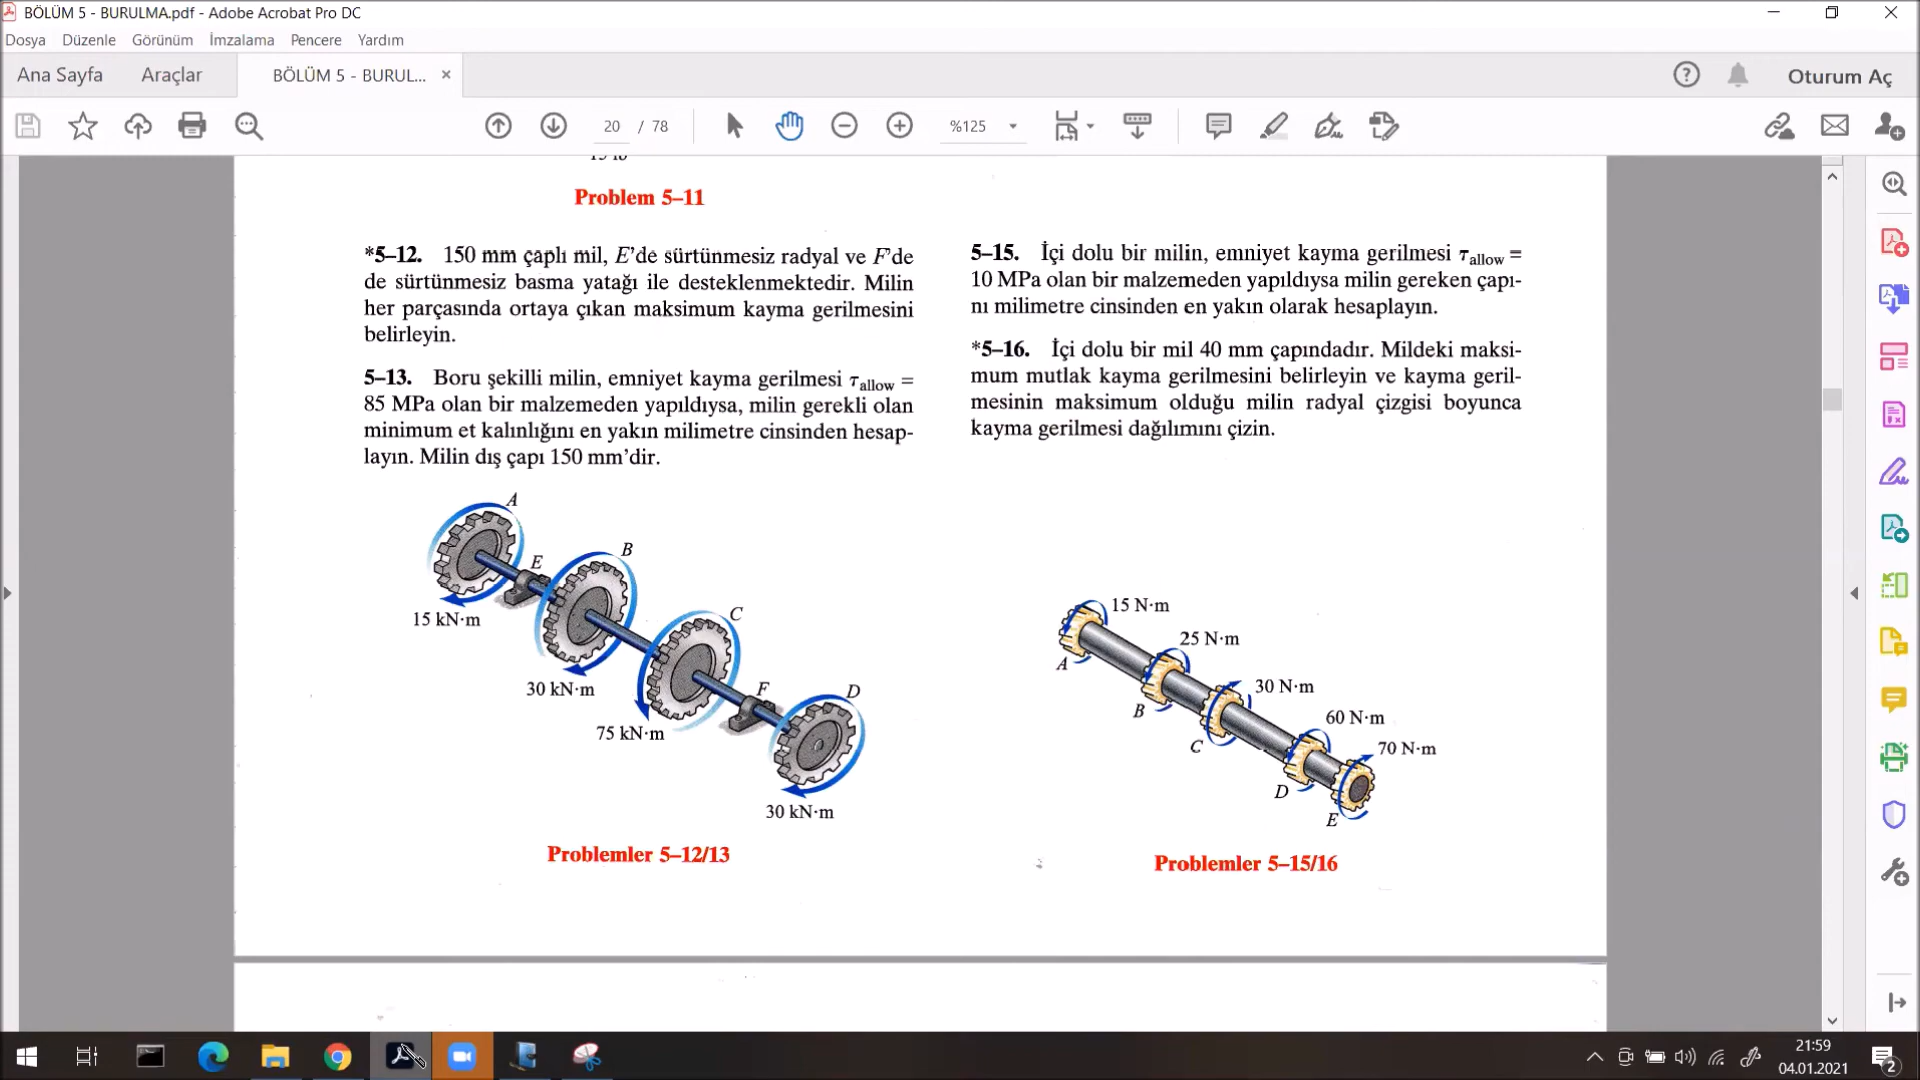 BÖLÜM 5 - BURULMA.pdf - Adobe Acrobat Pro DC
Dosya Düzenle Görünüm İmzalama Pencere Yardım
Ana Sayfa Araçlar BÖLÜM 5 - BURUL... × Oturum Aç
20 / 78 %125
Problem 5–11
*5–12. 150 mm çaplı mil, E'de sürtünmesiz radyal ve F'de
de sürtünmesiz basma yatağı ile desteklenmektedir. Milin
her parçasında ortaya çıkan maksimum kayma gerilmesini
belirleyin.
5–13. Boru şekilli milin, emniyet kayma gerilmesi τallow =
85 MPa olan bir malzemeden yapıldıysa, milin gerekli olan
minimum et kalınlığını en yakın milimetre cinsinden hesap-
layın. Milin dış çapı 150 mm'dir.
A
E
B
15 kN·m
C
30 kN·m
F
D
75 kN·m
30 kN·m
Problemler 5–12/13
5–15. İçi dolu bir milin, emniyet kayma gerilmesi τallow =
10 MPa olan bir malzemeden yapıldıysa milin gereken çapı-
nı milimetre cinsinden en yakın olarak hesaplayın.
*5–16. İçi dolu bir mil 40 mm çapındadır. Mildeki maksi-
mum mutlak kayma gerilmesini belirleyin ve kayma geril-
mesinin maksimum olduğu milin radyal çizgisi boyunca
kayma gerilmesi dağılımını çizin.
15 N·m
25 N·m
A
30 N·m
B
60 N·m
C
70 N·m
D
E
Problemler 5–15/16
21:59
04.01.2021
2